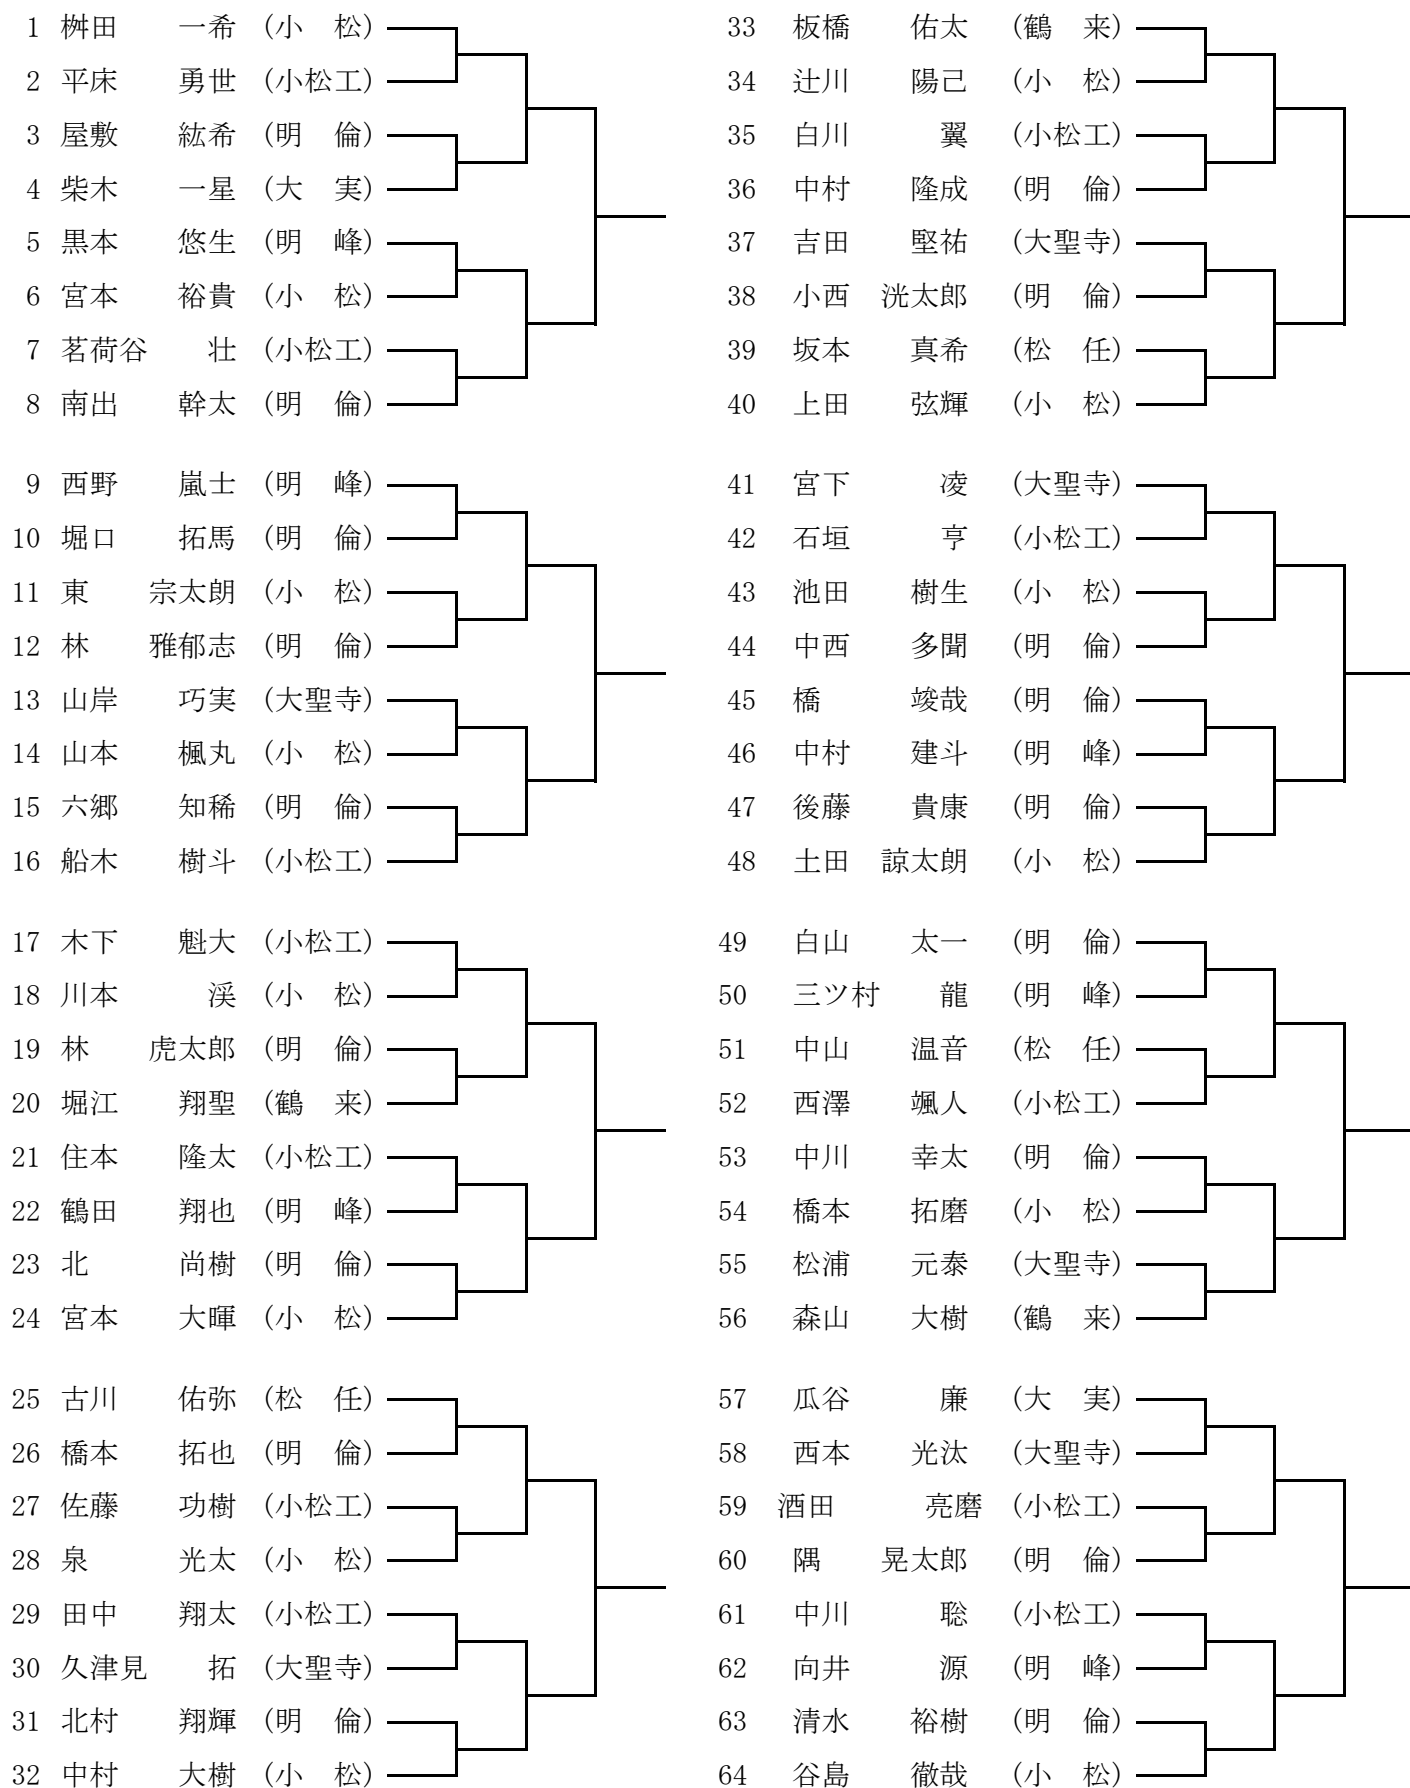 1 桝田 一希 (小 松)
2 平床 勇世 (小松工)
3 屋敷 紘希 (明 倫)
4 柴木 一星 (大 実)
5 黒本 悠生 (明 峰)
6 宮本 裕貴 (小 松)
7 茗荷谷 壮 (小松工)
8 南出 幹太 (明 倫)
9 西野 嵐士 (明 峰)
10 堀口 拓馬 (明 倫)
11 東 宗太朗 (小 松)
12 林 雅郁志 (明 倫)
13 山岸 巧実 (大聖寺)
14 山本 楓丸 (小 松)
15 六郷 知稀 (明 倫)
16 船木 樹斗 (小松工)
17 木下 魁大 (小松工)
18 川本 渓 (小 松)
19 林 虎太郎 (明 倫)
20 堀江 翔聖 (鶴 来)
21 住本 隆太 (小松工)
22 鶴田 翔也 (明 峰)
23 北 尚樹 (明 倫)
24 宮本 大暉 (小 松)
25 古川 佑弥 (松 任)
26 橋本 拓也 (明 倫)
27 佐藤 功樹 (小松工)
28 泉 光太 (小 松)
29 田中 翔太 (小松工)
30 久津見 拓 (大聖寺)
31 北村 翔輝 (明 倫)
32 中村 大樹 (小 松)
33 板橋 佑太 (鶴 来)
34 辻川 陽己 (小 松)
35 白川 翼 (小松工)
36 中村 隆成 (明 倫)
37 吉田 堅祐 (大聖寺)
38 小西 洸太郎 (明 倫)
39 坂本 真希 (松 任)
40 上田 弦輝 (小 松)
41 宮下 凌 (大聖寺)
42 石垣 亨 (小松工)
43 池田 樹生 (小 松)
44 中西 多聞 (明 倫)
45 橋 竣哉 (明 倫)
46 中村 建斗 (明 峰)
47 後藤 貴康 (明 倫)
48 土田 諒太朗 (小 松)
49 白山 太一 (明 倫)
50 三ツ村 龍 (明 峰)
51 中山 温音 (松 任)
52 西澤 颯人 (小松工)
53 中川 幸太 (明 倫)
54 橋本 拓磨 (小 松)
55 松浦 元泰 (大聖寺)
56 森山 大樹 (鶴 来)
57 瓜谷 廉 (大 実)
58 西本 光汰 (大聖寺)
59 酒田 亮磨 (小松工)
60 隅 晃太郎 (明 倫)
61 中川 聡 (小松工)
62 向井 源 (明 峰)
63 清水 裕樹 (明 倫)
64 谷島 徹哉 (小 松)